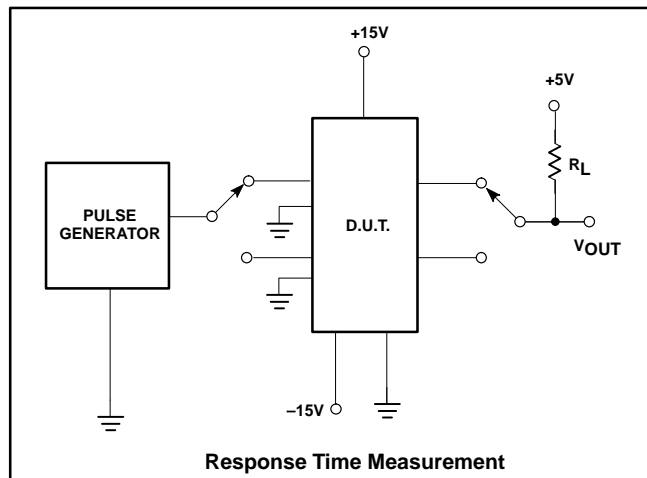 +15V
+5V
RL
PULSE
GENERATOR
D.U.T.
VOUT
–15V
Response Time Measurement